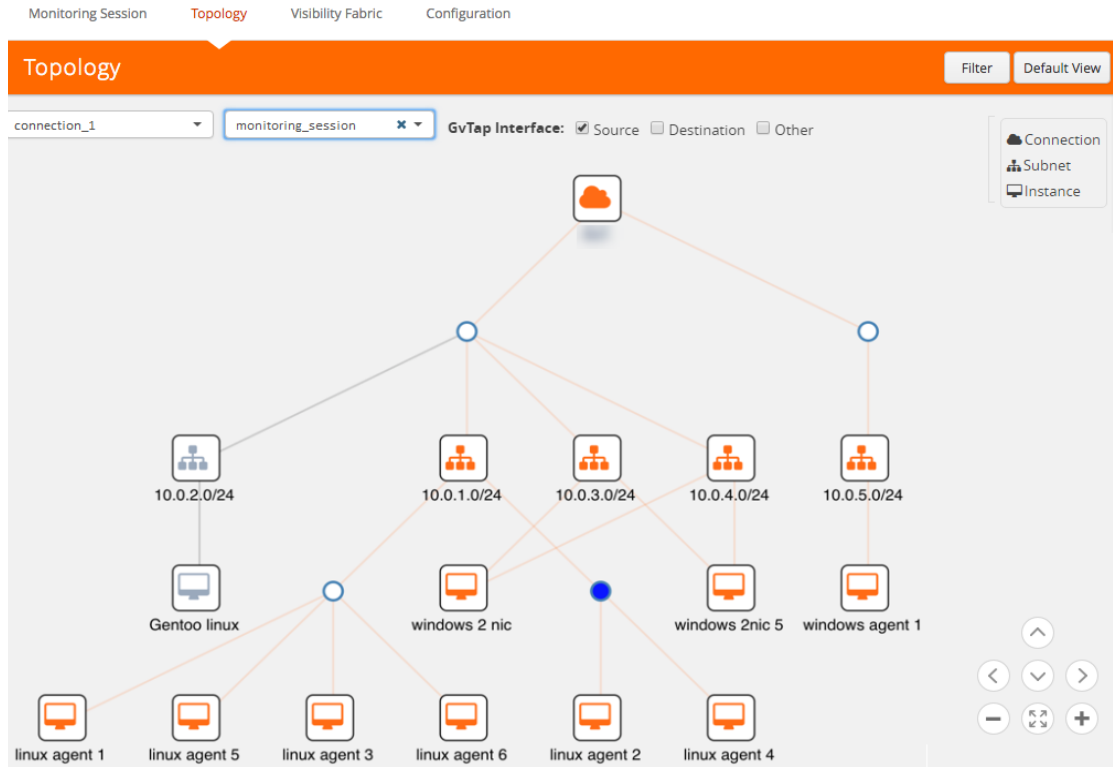 Monitoring Session Topology Visibility Fabric Configuration
Topology Filter Default View
connection_1 monitoring_session GvTap Interface: Source Destination Other
Connection
Subnet
Instance
10.0.2.0/24 10.0.1.0/24 10.0.3.0/24 10.0.4.0/24 10.0.5.0/24
Gentoo linux windows 2 nic windows 2nic 5 windows agent 1
linux agent 1 linux agent 5 linux agent 3 linux agent 6 linux agent 2 linux agent 4